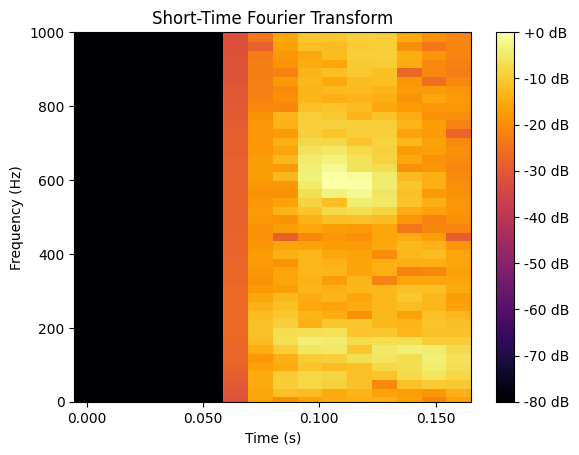 Short-Time Fourier Transform
1000
800
600
400
200
0
Frequency (Hz)
0.000
0.050
0.100
0.150
Time (s)
+0 dB
-10 dB
-20 dB
-30 dB
-40 dB
-50 dB
-60 dB
-70 dB
-80 dB